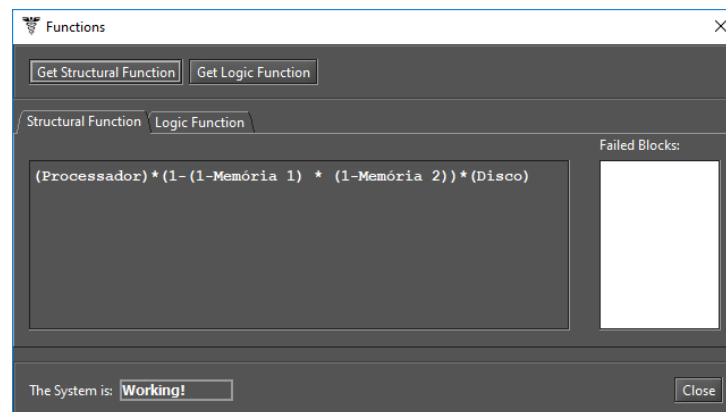 Functions
Get Structural Function Get Logic Function
Structural Function Logic Function
Failed Blocks:
(Processador)*(1-(1-Memória 1) * (1-Memória 2))*(Disco)
The System is: Working!
Close